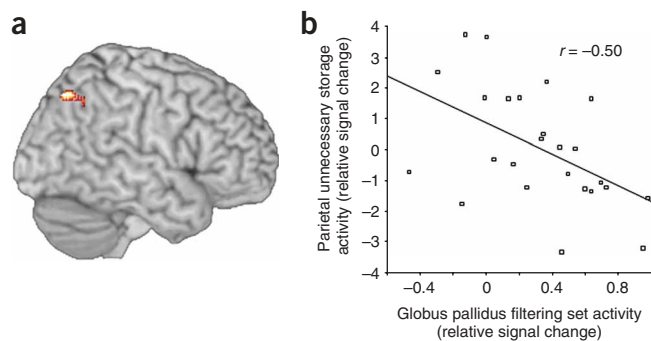 a
b
Parietal unnecessary storage
activity (relative signal change)
4
3
2
1
0
–1
–2
–3
–4
r = –0.50
–0.4
0
0.4
0.8
Globus pallidus filtering set activity
(relative signal change)